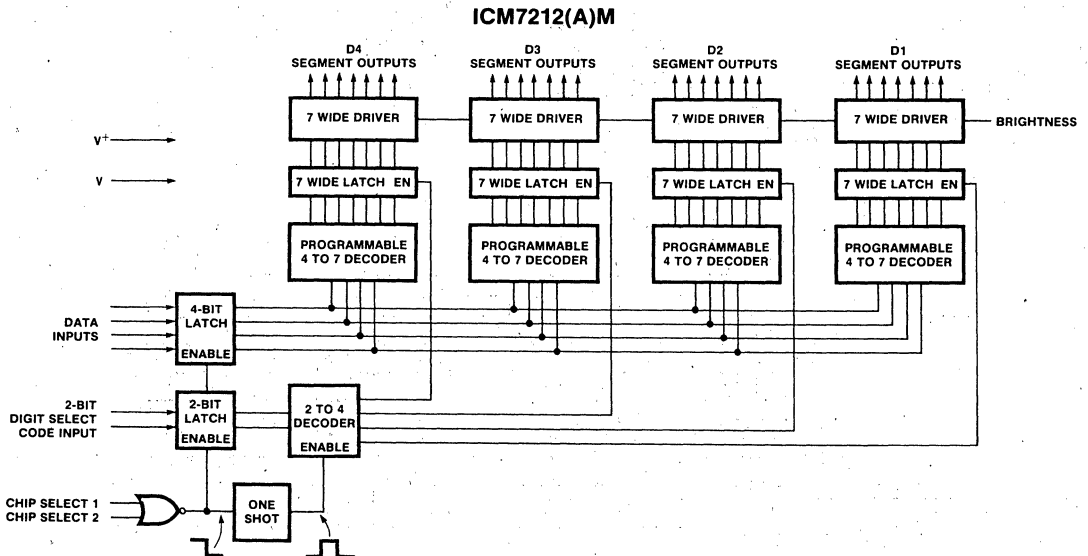 ICM7212(A)M
D4
SEGMENT OUTPUTS
D3
SEGMENT OUTPUTS
D2
SEGMENT OUTPUTS
D1
SEGMENT OUTPUTS
7 WIDE DRIVER
7 WIDE DRIVER
7 WIDE DRIVER
7 WIDE DRIVER
BRIGHTNESS
V+
V
7 WIDE LATCH EN
7 WIDE LATCH EN
7 WIDE LATCH EN
7 WIDE LATCH EN
PROGRAMMABLE
4 TO 7 DECODER
PROGRAMMABLE
4 TO 7 DECODER
PROGRAMMABLE
4 TO 7 DECODER
PROGRAMMABLE
4 TO 7 DECODER
DATA
INPUTS
4-BIT
LATCH
ENABLE
2-BIT
DIGIT SELECT
CODE INPUT
2-BIT
LATCH
ENABLE
2 TO 4
DECODER
ENABLE
CHIP SELECT 1
CHIP SELECT 2
ONE
SHOT